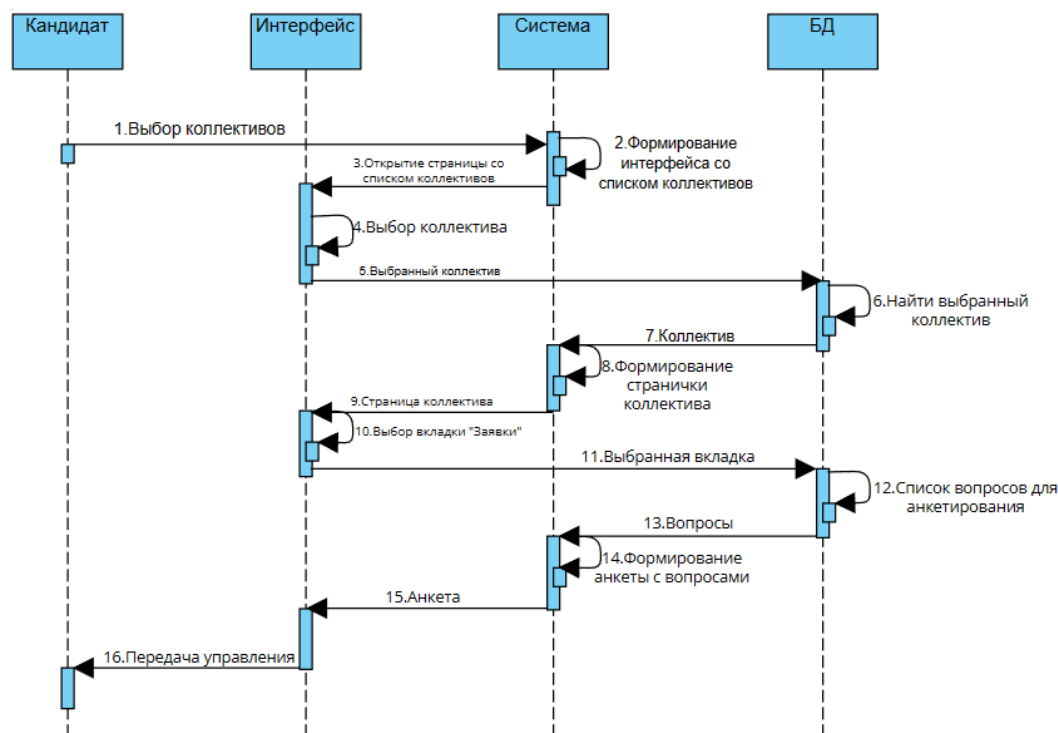 Кандидат
Интерфейс
Система
БД
1.Выбор коллективов
2.Формирование
интерфейса со
списком коллективов
3.Открытие страницы со
списком коллективов
4.Выбор коллектива
5.Выбранный коллектив
6.Найти выбранный
коллектив
7.Коллектив
8.Формирование
странички
коллектива
9.Страница коллектива
10.Выбор вкладки "Заявки"
11.Выбранная вкладка
12.Список вопросов для
анкетирования
13.Вопросы
14.Формирование
анкеты с вопросами
15.Анкета
16.Передача управления